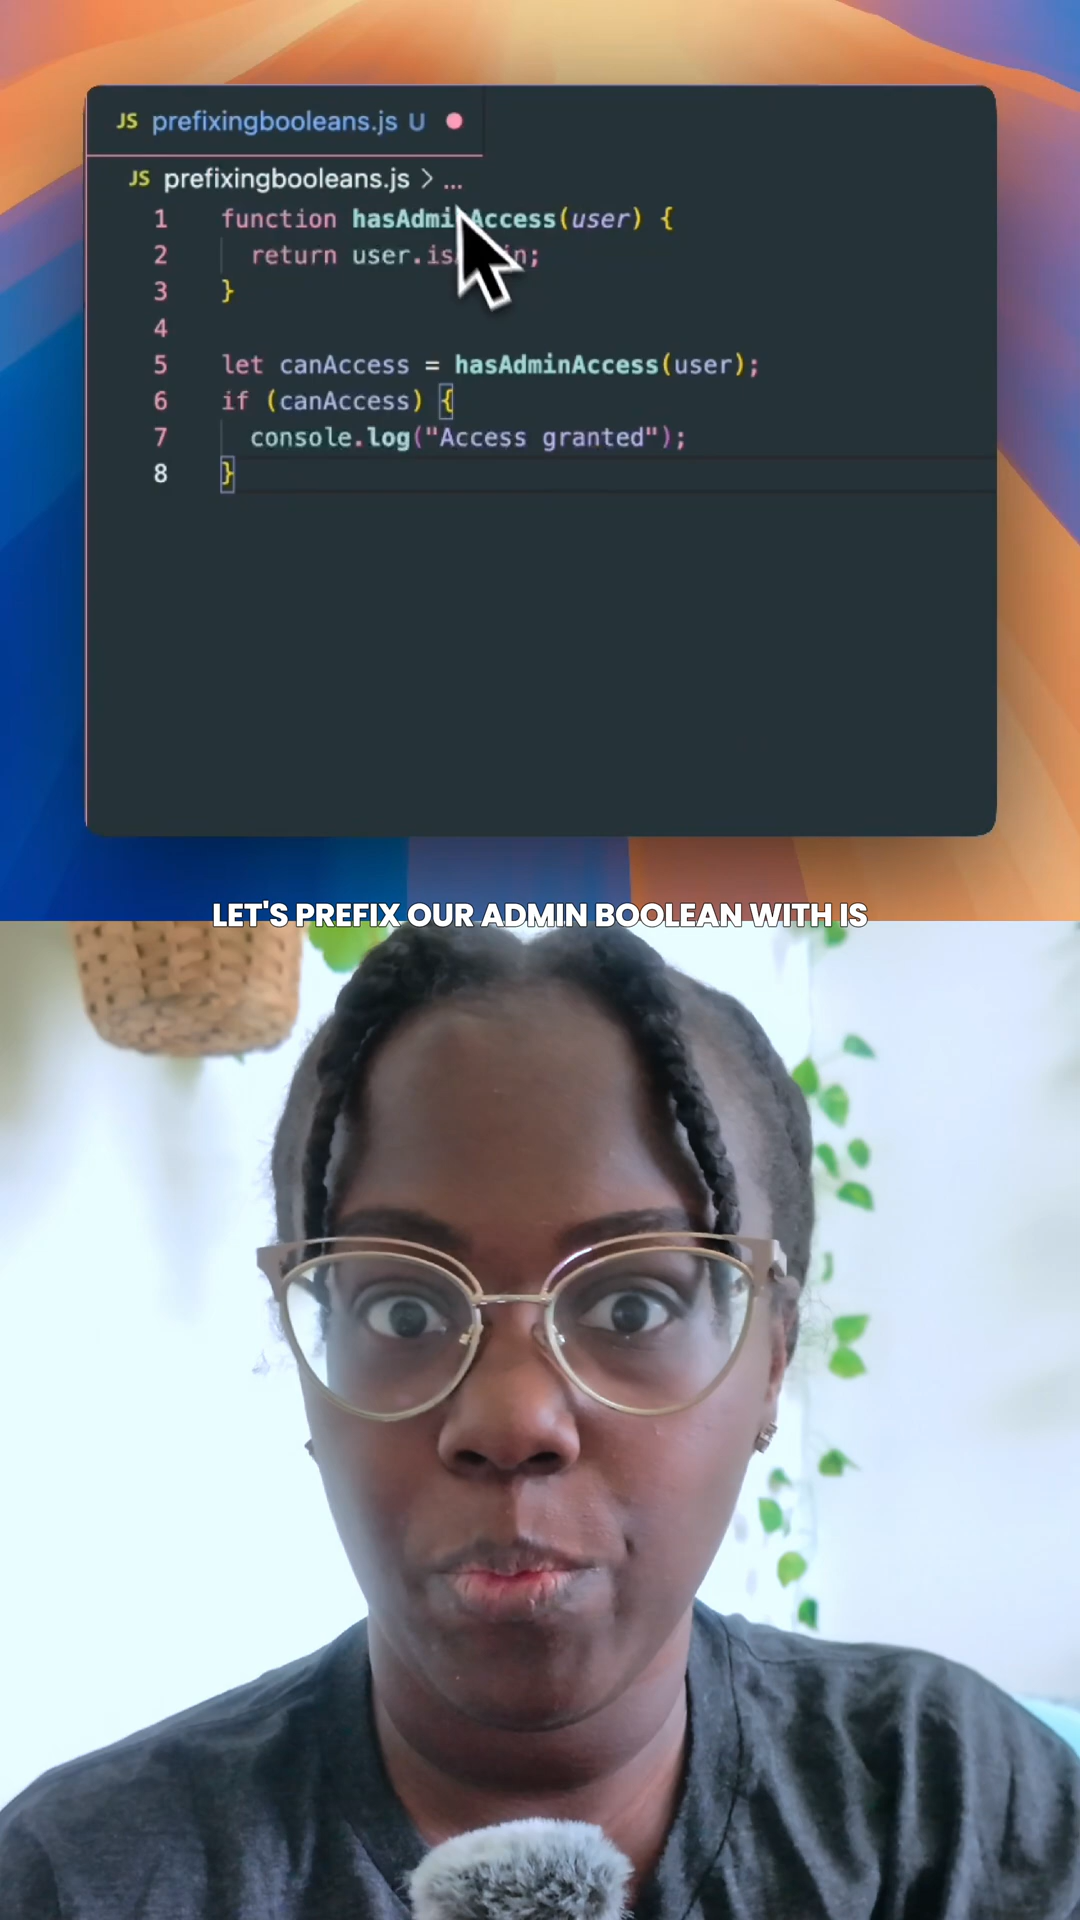 JS prefixingbooleans.js U
JS prefixingbooleans.js > ...
1 function hasAdminAccess(user) {
2 return user.is
3 }
4
5 let canAccess = hasAdminAccess(user);
6 if (canAccess) {
7 console.log("Access granted");
8 }
LET'S PREFIX OUR ADMIN BOOLEAN WITH IS